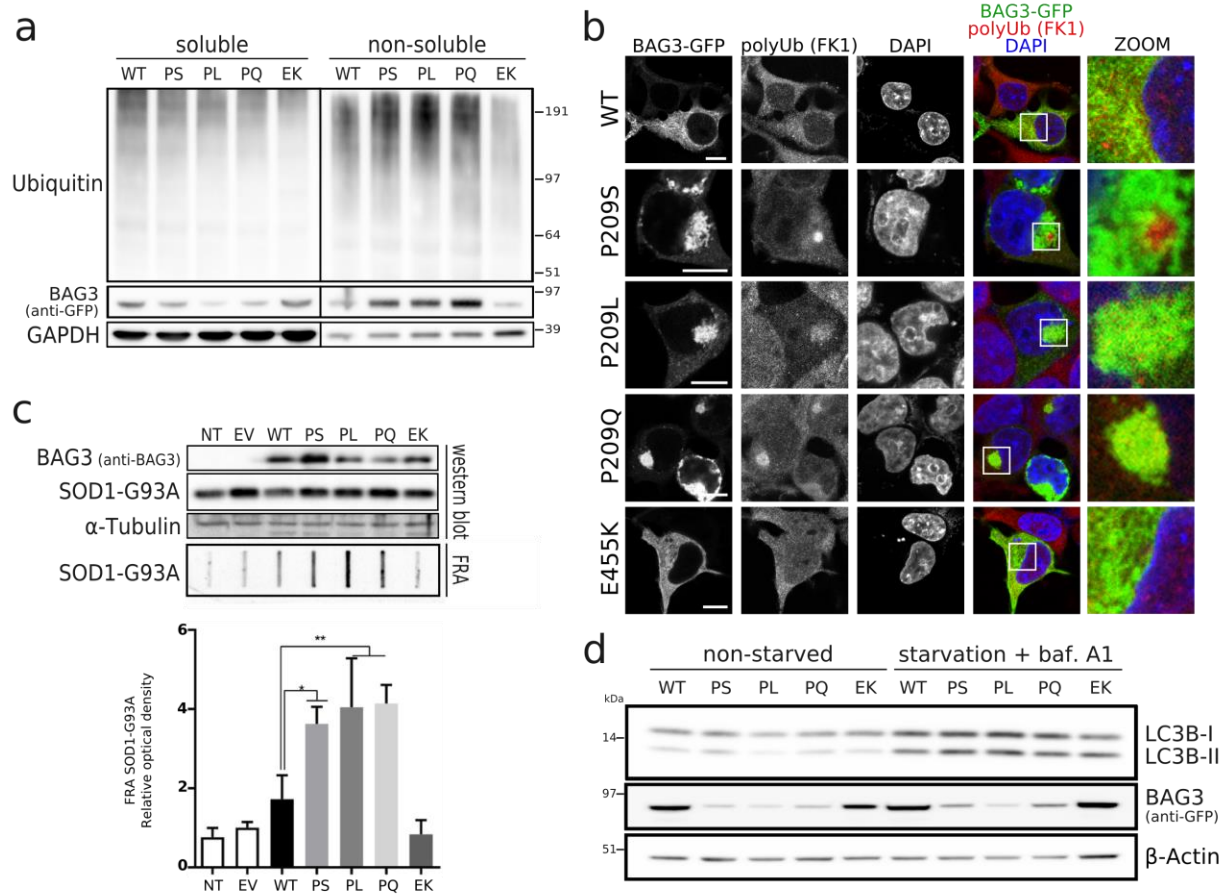 a
soluble
non-soluble
WT PS PL PQ EK WT PS PL PQ EK
Ubiquitin
191
97
64
51
BAG3
(anti-GFP)
97
GAPDH
39
b
BAG3-GFP
polyUb (FK1)
BAG3-GFP polyUb (FK1) DAPI DAPI ZOOM
WT
P209S
P209L
P209Q
E455K
c
NT EV WT PS PL PQ EK
BAG3 (anti-BAG3)
SOD1-G93A
α-Tubulin
western blot
SOD1-G93A
FRA
FRA SOD1-G93A
Relative optical density
6
4
2
0
**
*
NT EV WT PS PL PQ EK
d
non-starved
starvation + baf. A1
WT PS PL PQ EK WT PS PL PQ EK
kDa
14
LC3B-I
LC3B-II
97
BAG3
(anti-GFP)
51
β-Actin